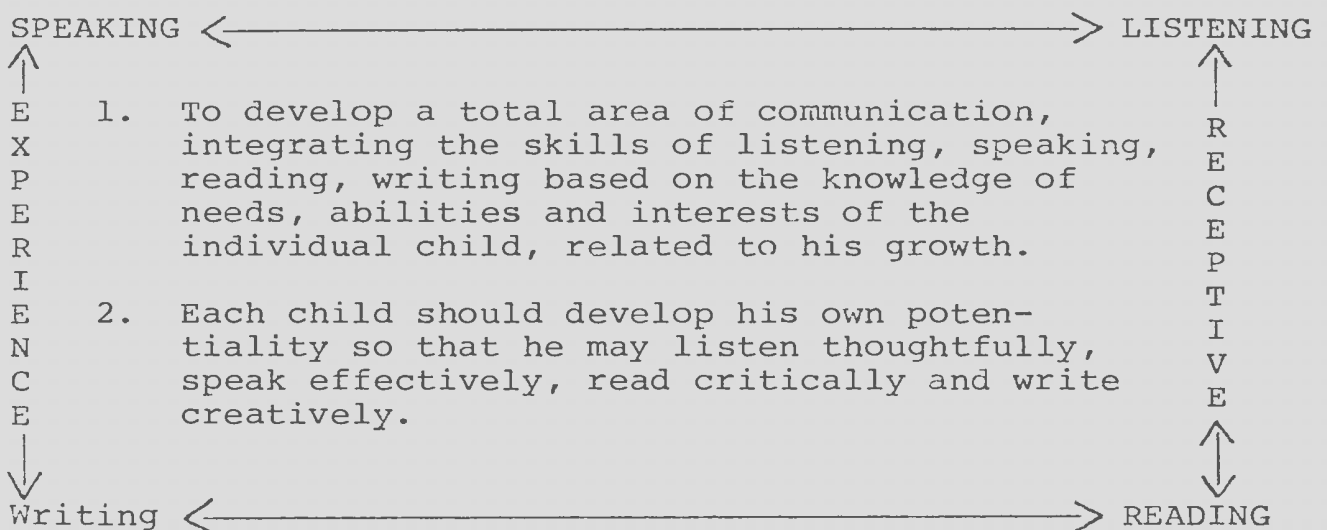 SPEAKING LISTENING
EXPERIENCE
1. To develop a total area of communication,
integrating the skills of listening, speaking,
reading, writing based on the knowledge of
needs, abilities and interests of the
individual child, related to his growth.
2. Each child should develop his own poten-
tiality so that he may listen thoughtfully,
speak effectively, read critically and write
creatively.
RECEPTIVE
Writing READING